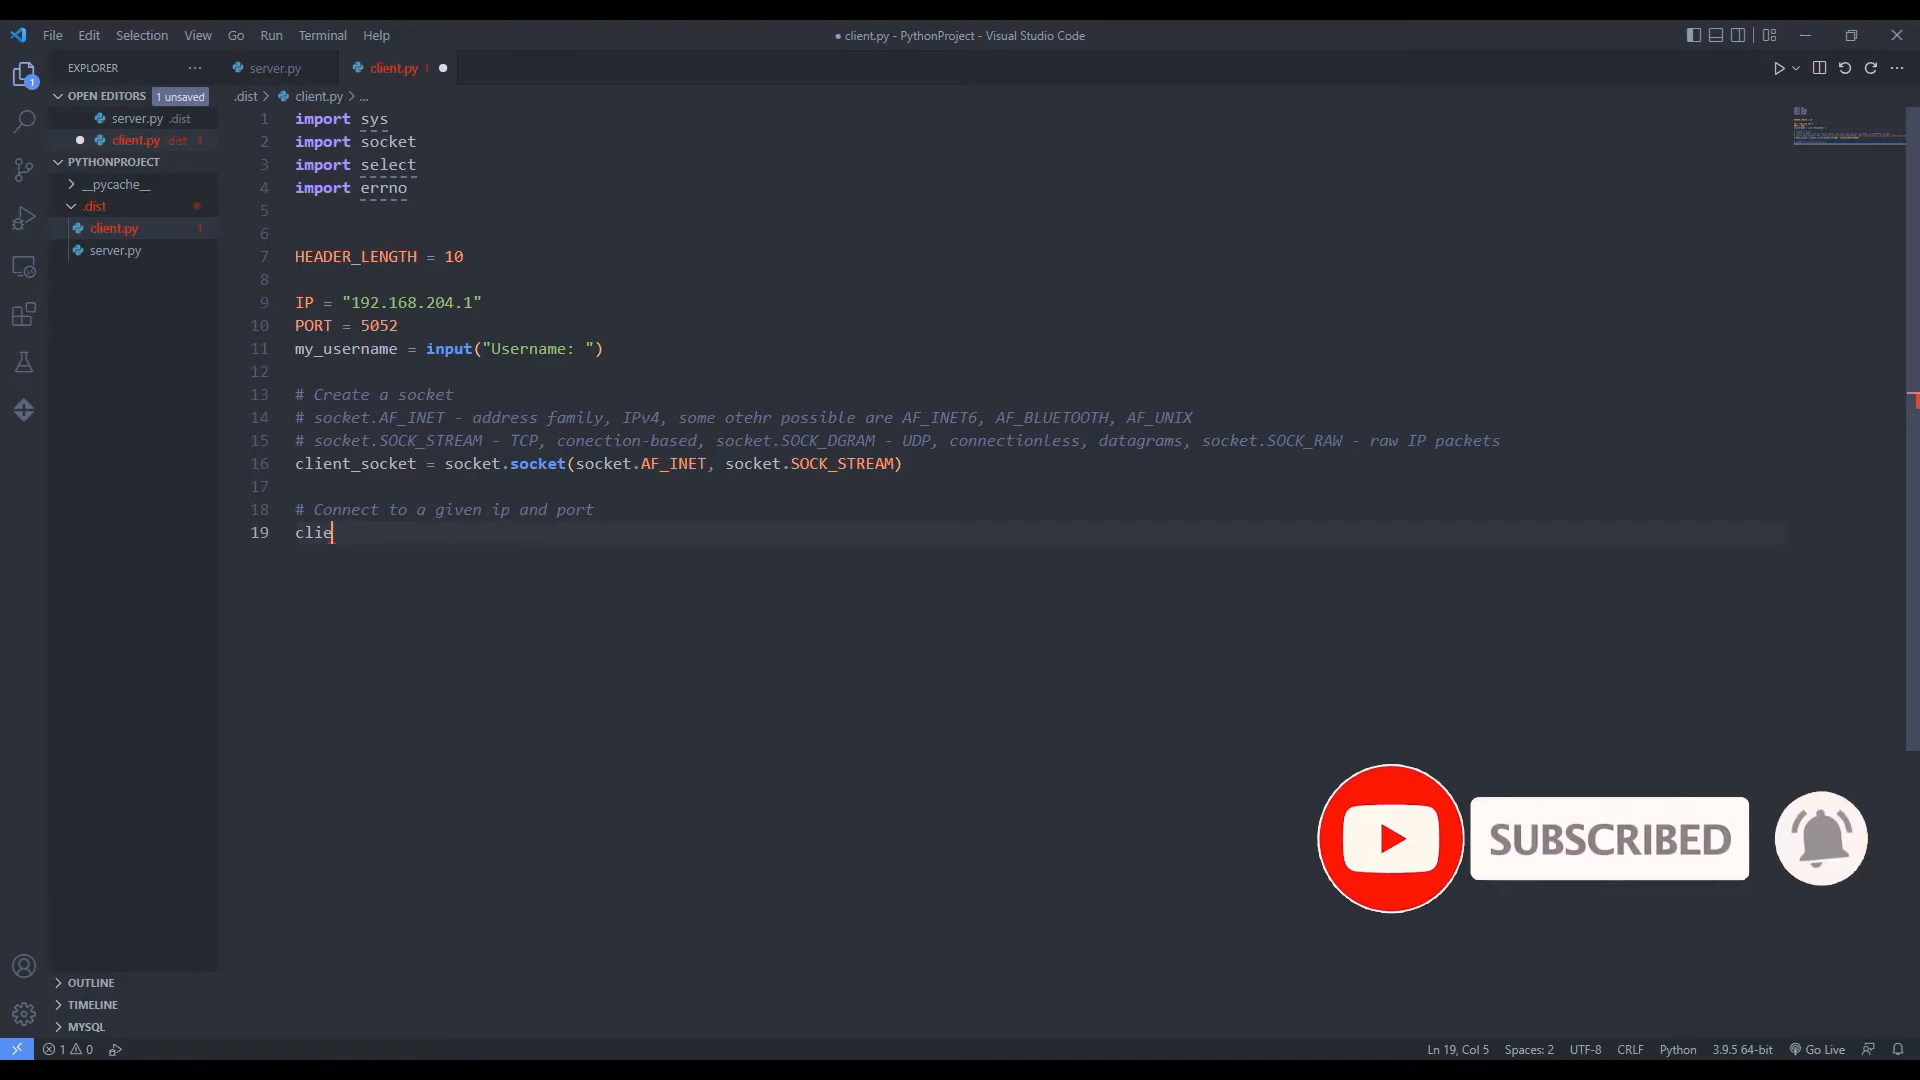 File Edit Selection View Go Run Terminal Help
● client.py - PythonProject - Visual Studio Code
EXPLORER
server.py
client.py 1
OPEN EDITORS 1 unsaved
server.py .dist
client.py .dist 1
PYTHONPROJECT
__pycache__
.dist
client.py 1
server.py
.dist > client.py > ...
1 import sys
2 import socket
3 import select
4 import errno
5
6
7 HEADER_LENGTH = 10
8
9 IP = "192.168.204.1"
10 PORT = 5052
11 my_username = input("Username: ")
12
13 # Create a socket
14 # socket.AF_INET - address family, IPv4, some otehr possible are AF_INET6, AF_BLUETOOTH, AF_UNIX
15 # socket.SOCK_STREAM - TCP, conection-based, socket.SOCK_DGRAM - UDP, connectionless, datagrams, socket.SOCK_RAW - raw IP packets
16 client_socket = socket.socket(socket.AF_INET, socket.SOCK_STREAM)
17
18 # Connect to a given ip and port
19 clie
SUBSCRIBED
OUTLINE
TIMELINE
MYSQL
1 0
Ln 19, Col 5 Spaces: 2 UTF-8 CRLF Python 3.9.5 64-bit Go Live